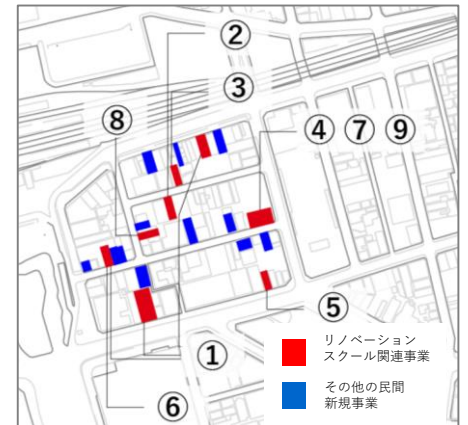 ②
③
⑧
④ ⑦ ⑨
⑤
①
⑥
リノベーション
スクール関連事業
その他の民間
新規事業